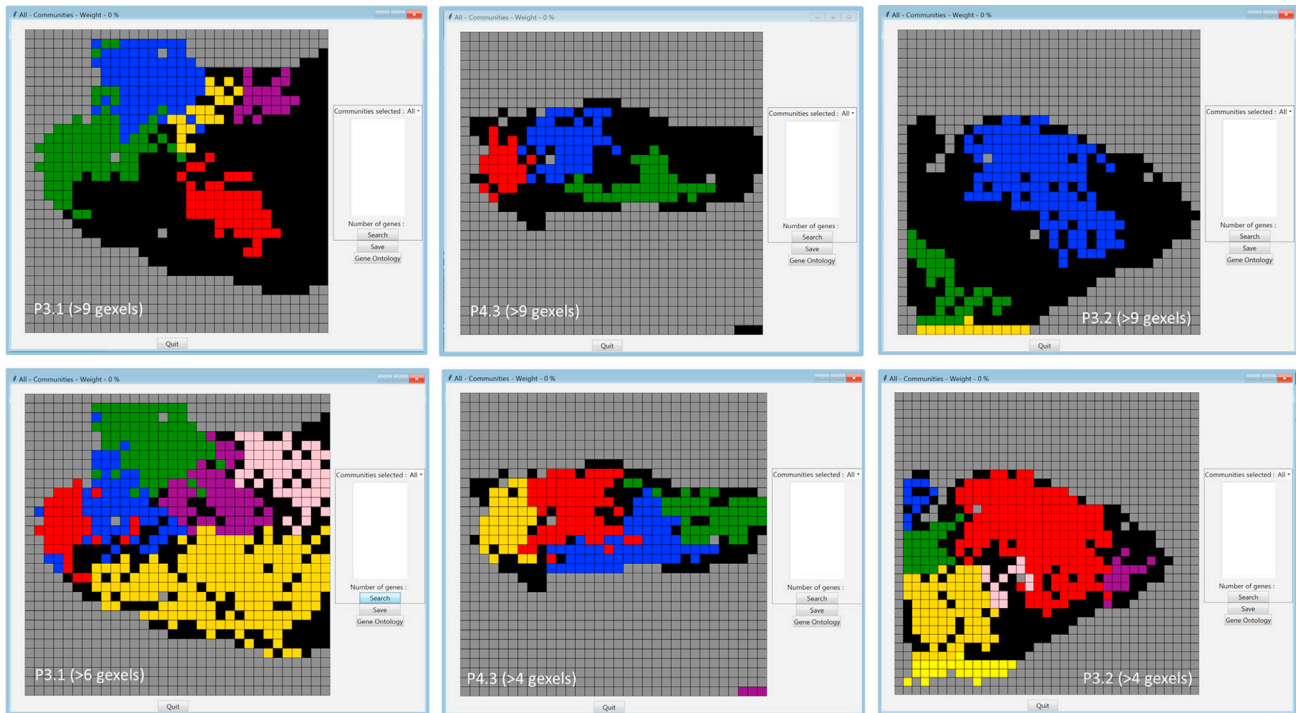 All - Communities - Weight - 0 %
Communities selected : All
Number of genes :
Search
Save
Gene Ontology
P3.1 (>9 gexels)
Quit
All - Communities - Weight - 0 %
Communities selected : All
Number of genes :
Search
Save
Gene Ontology
P4.3 (>9 gexels)
Quit
All - Communities - Weight - 0 %
Communities selected : All
Number of genes :
Search
Save
Gene Ontology
P3.2 (>9 gexels)
Quit
All - Communities - Weight - 0 %
Communities selected : All
Number of genes :
Search
Save
Gene Ontology
P3.1 (>6 gexels)
Quit
All - Communities - Weight - 0 %
Communities selected : All
Number of genes :
Search
Save
Gene Ontology
P4.3 (>4 gexels)
Quit
All - Communities - Weight - 0 %
Communities selected : All
Number of genes :
Search
Save
Gene Ontology
P3.2 (>4 gexels)
Quit